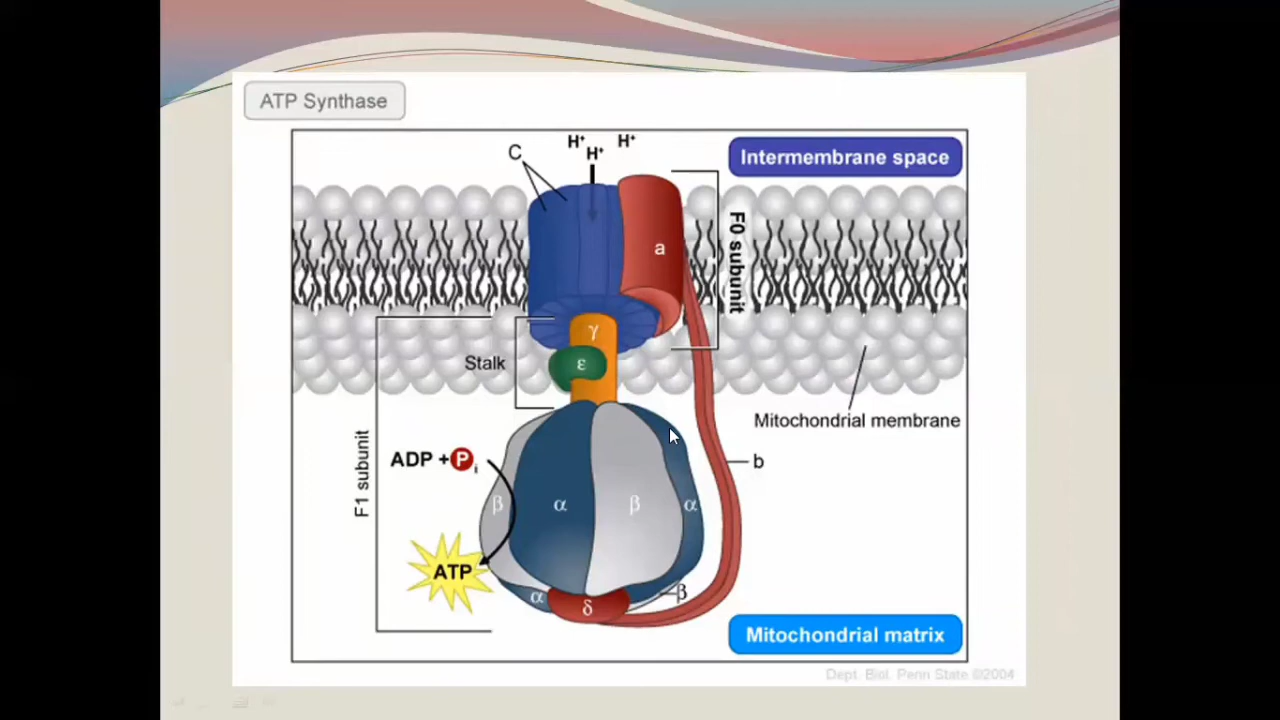 ATP Synthase
H⁺ H⁺
H⁺
C
Intermembrane space
a
F0 subunit
γ
Stalk
ε
Mitochondrial membrane
F1 subunit
ADP + P i
b
β α β α
ATP
α δ β
Mitochondrial matrix
Dept. Biol. Penn State ©2004